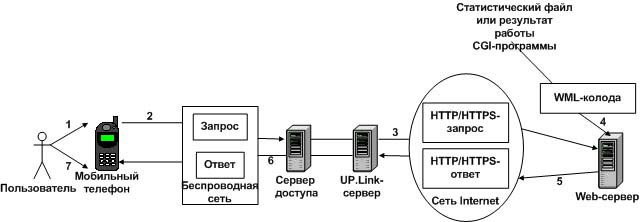 Статистический файл
или результат
работы
CGI-программы
WML-колода
1
2
3
4
5
6
7
Запрос
Ответ
Беспроводная
сеть
HTTP/HTTPS-
запрос
HTTP/HTTPS-
ответ
Сеть Internet
Пользователь
Мобильный
телефон
Сервер
доступа
UP.Link-
сервер
Web-сервер